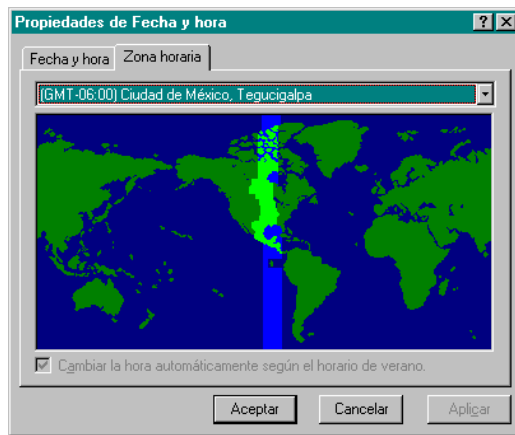 Propiedades de Fecha y hora
Fecha y hora Zona horaria
(GMT-06:00) Ciudad de México, Tegucigalpa
Cambiar la hora automáticamente según el horario de verano.
Aceptar Cancelar Aplicar